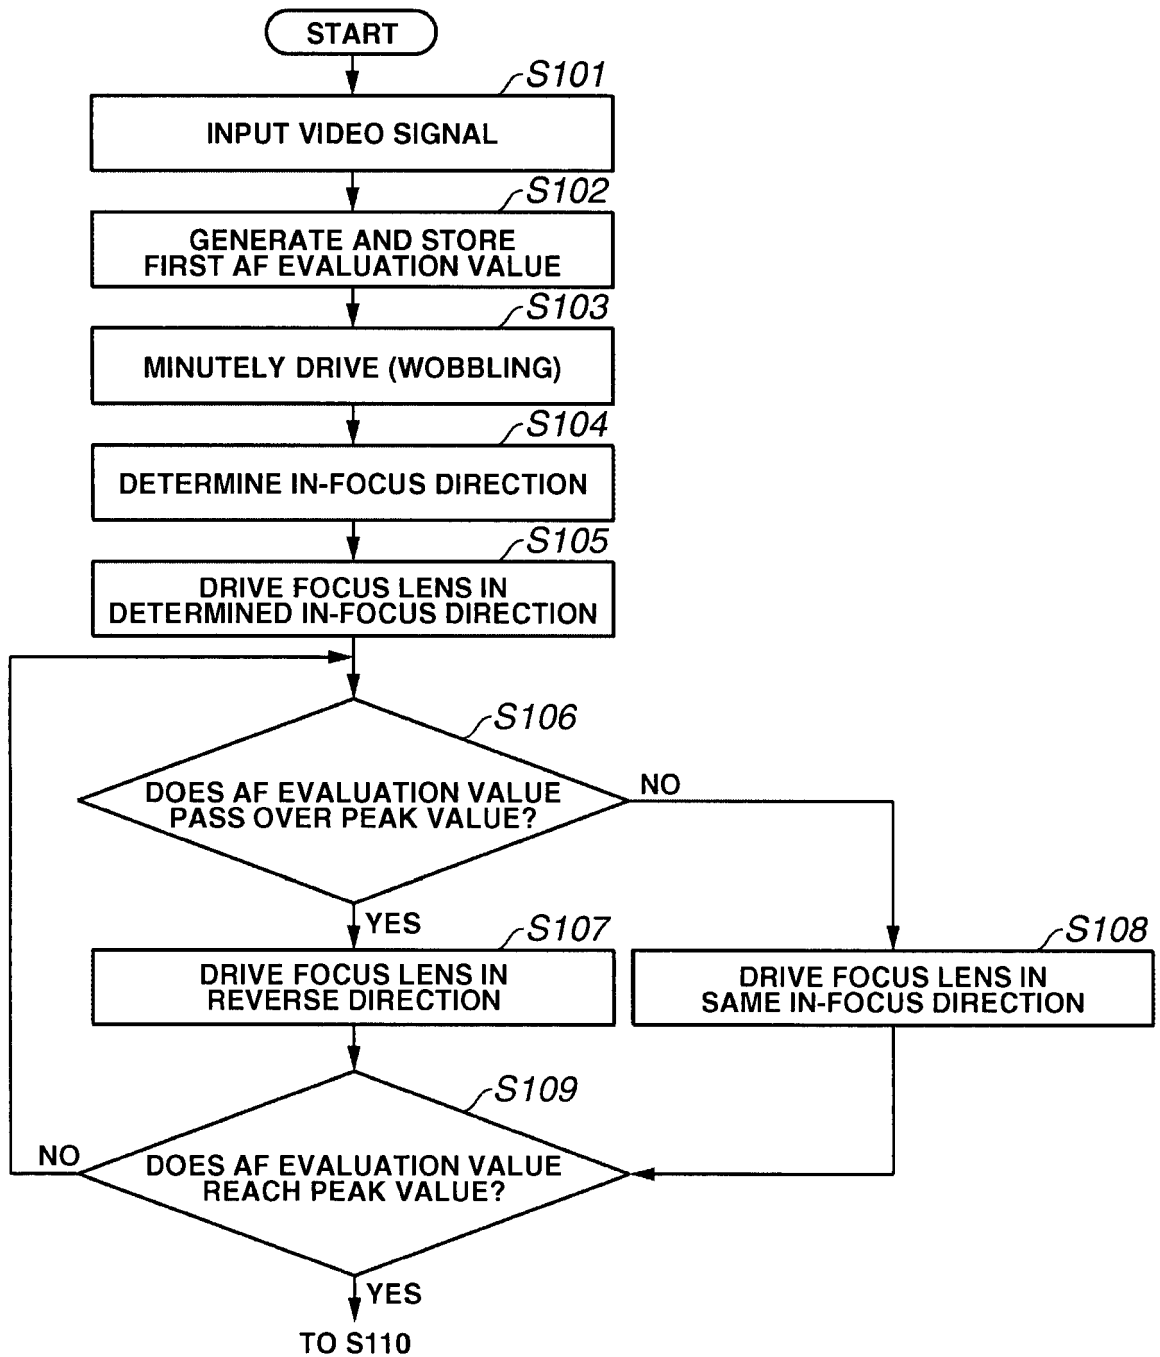 START
S101
INPUT VIDEO SIGNAL
S102
GENERATE AND STORE
FIRST AF EVALUATION VALUE
S103
MINUTELY DRIVE (WOBBLING)
S104
DETERMINE IN-FOCUS DIRECTION
S105
DRIVE FOCUS LENS IN
DETERMINED IN-FOCUS DIRECTION
S106
DOES AF EVALUATION VALUE
PASS OVER PEAK VALUE?
NO
YES
S107
DRIVE FOCUS LENS IN
REVERSE DIRECTION
S108
DRIVE FOCUS LENS IN
SAME IN-FOCUS DIRECTION
S109
DOES AF EVALUATION VALUE
REACH PEAK VALUE?
NO
YES
TO S110